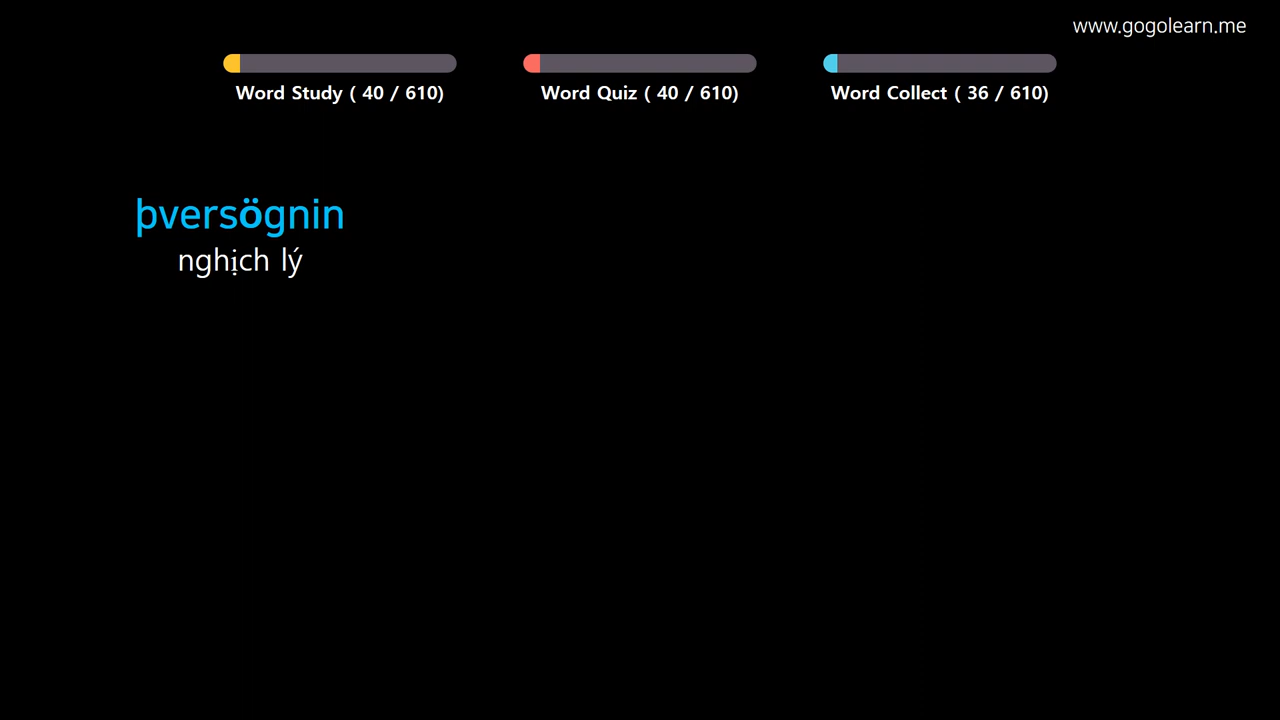 www.gogolearn.me
Word Study ( 40 / 610)
Word Quiz ( 40 / 610)
Word Collect ( 36 / 610)
þversögnin
nghịch lý